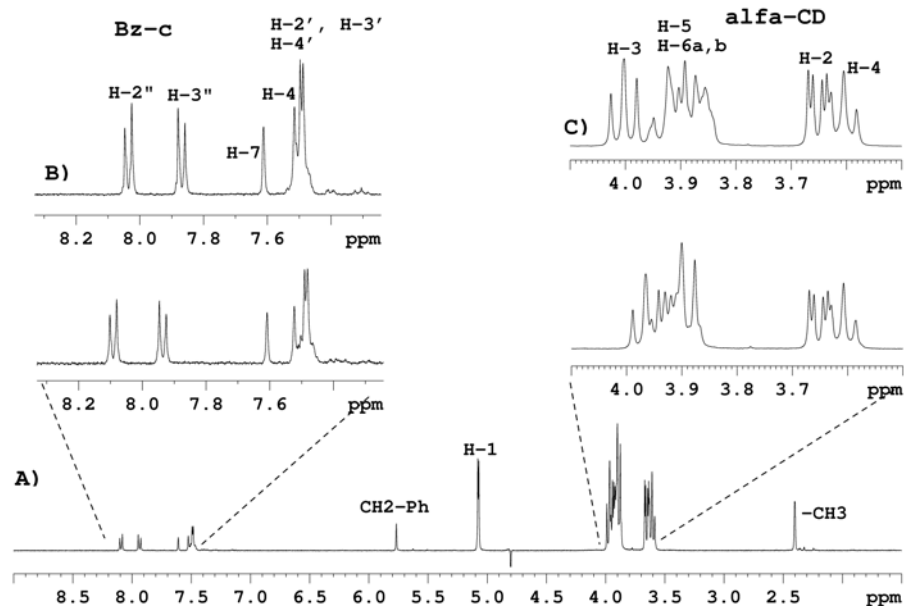 Bz-c
H-2', H-3'
H-4'
H-2"
H-3"
H-4
H-7
B)
8.2 8.0 7.8 7.6 ppm
8.2 8.0 7.8 7.6 ppm
alfa-CD
H-3
H-5
H-6a,b
H-2
H-4
C)
4.0 3.9 3.8 3.7 ppm
4.0 3.9 3.8 3.7 ppm
A)
CH2-Ph
H-1
-CH3
8.5 8.0 7.5 7.0 6.5 6.0 5.5 5.0 4.5 4.0 3.5 3.0 2.5 2.0 ppm